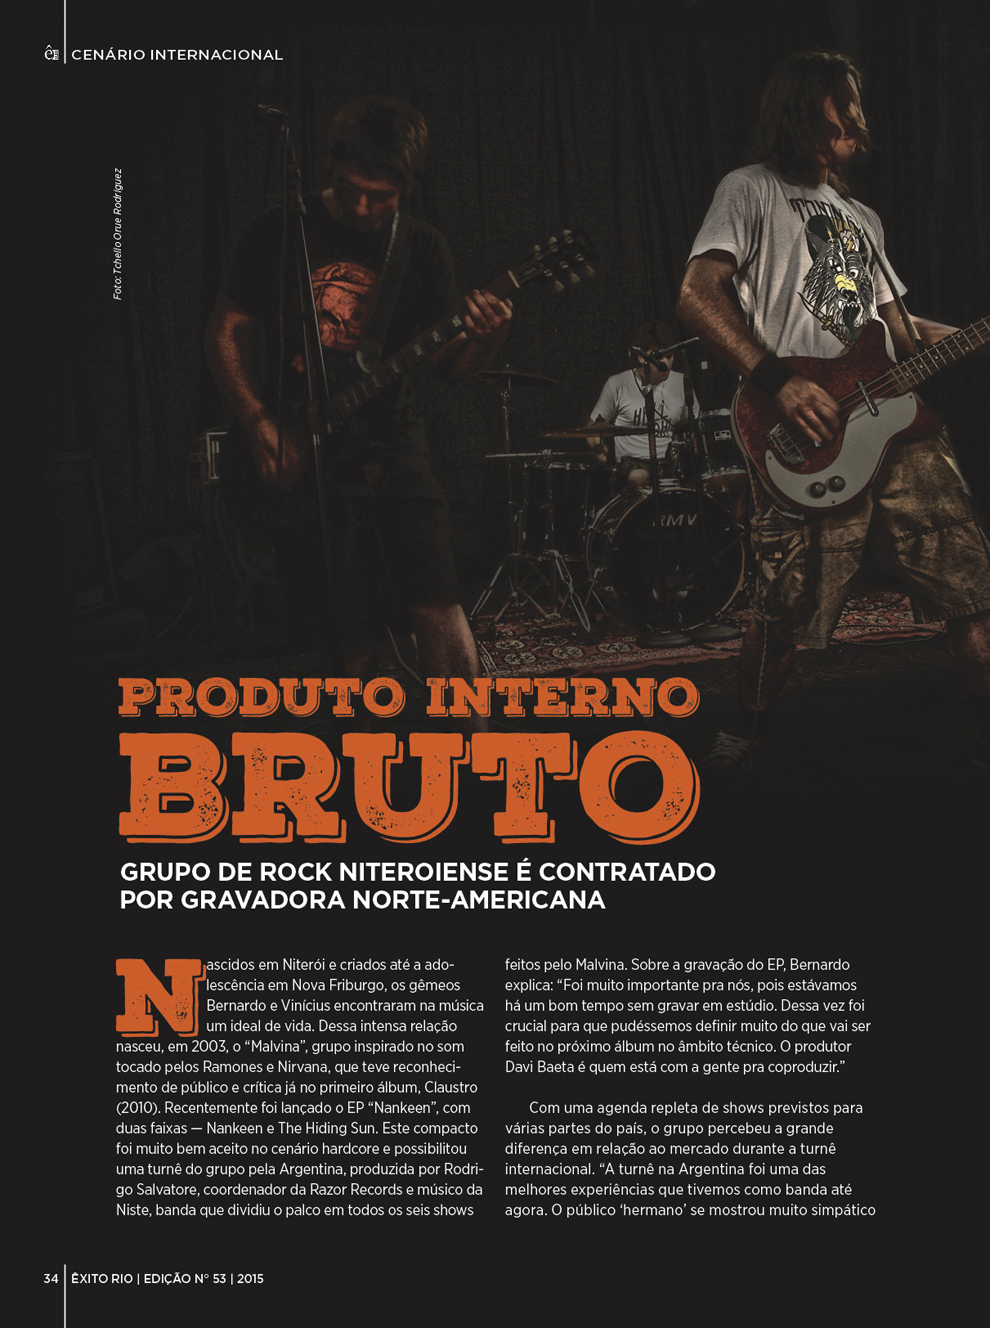 CENÁRIO INTERNACIONAL
Foto: Tchello Orue Rodriguez
RMV
PRODUTO INTERNO
BRUTO
GRUPO DE ROCK NITEROIENSE É CONTRATADO
POR GRAVADORA NORTE-AMERICANA
Nascidos em Niterói e criados até a ado-
lescência em Nova Friburgo, os gêmeos
Bernardo e Vinícius encontraram na música
um ideal de vida. Dessa intensa relação
nasceu, em 2003, o “Malvina”, grupo inspirado no som
tocado pelos Ramones e Nirvana, que teve reconheci-
mento de público e crítica já no primeiro álbum, Claustro
(2010). Recentemente foi lançado o EP “Nankeen”, com
duas faixas — Nankeen e The Hiding Sun. Este compacto
foi muito bem aceito no cenário hardcore e possibilitou
uma turnê do grupo pela Argentina, produzida por Rodri-
go Salvatore, coordenador da Razor Records e músico da
Niste, banda que dividiu o palco em todos os seis shows
feitos pelo Malvina. Sobre a gravação do EP, Bernardo
explica: “Foi muito importante pra nós, pois estávamos
há um bom tempo sem gravar em estúdio. Dessa vez foi
crucial para que pudéssemos definir muito do que vai ser
feito no próximo álbum no âmbito técnico. O produtor
Davi Baeta é quem está com a gente pra coproduzir.”
Com uma agenda repleta de shows previstos para
várias partes do país, o grupo percebeu a grande
diferença em relação ao mercado durante a turnê
internacional. “A turnê na Argentina foi uma das
melhores experiências que tivemos como banda até
agora. O público ‘hermano’ se mostrou muito simpático
34 ÊXITO RIO | EDIÇÃO Nº 53 | 2015